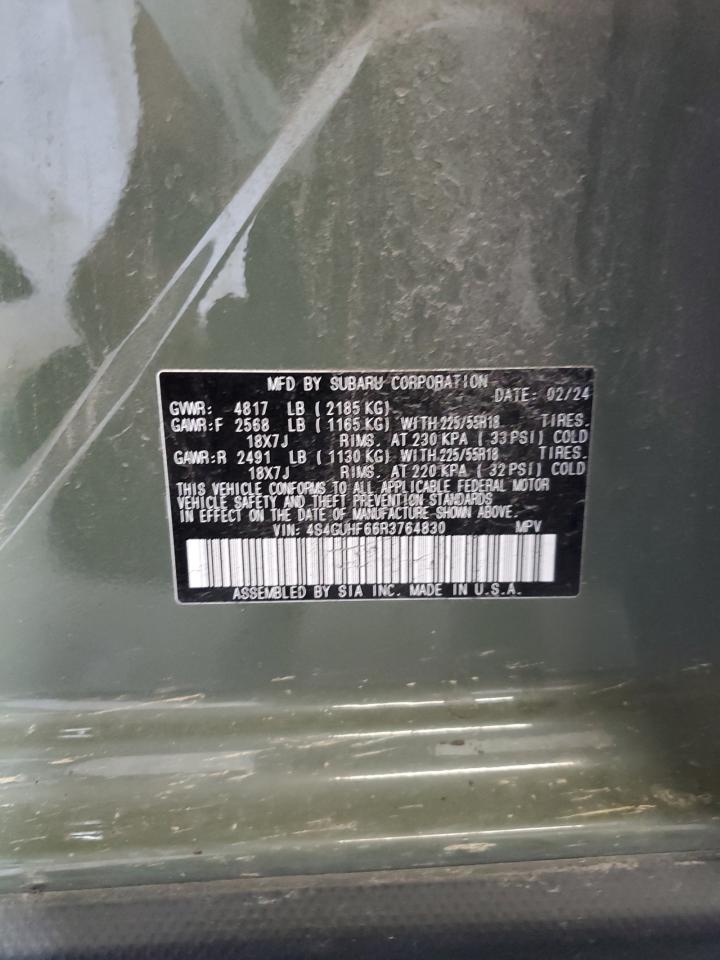 MFD BY SUBARU CORPORATION DATE: 02/24
GVWR: 4817 LB ( 2185 KG)
GAWR:F 2568 LB ( 1165 KG) WITH 225/55R18 TIRES.
18X7J RIMS. AT 230 KPA ( 33 PSI) COLD
GAWR:R 2491 LB ( 1130 KG) WITH 225/55R18 TIRES.
18X7J RIMS. AT 220 KPA ( 32 PSI) COLD
THIS VEHICLE CONFORMS TO ALL APPLICABLE FEDERAL MOTOR
VEHICLE SAFETY AND THEFT PREVENTION STANDARDS
IN EFFECT ON THE DATE OF MANUFACTURE SHOWN ABOVE.
VIN: 4S4GUHF66R3764830 MPV
ASSEMBLED BY SIA INC. MADE IN U.S.A.